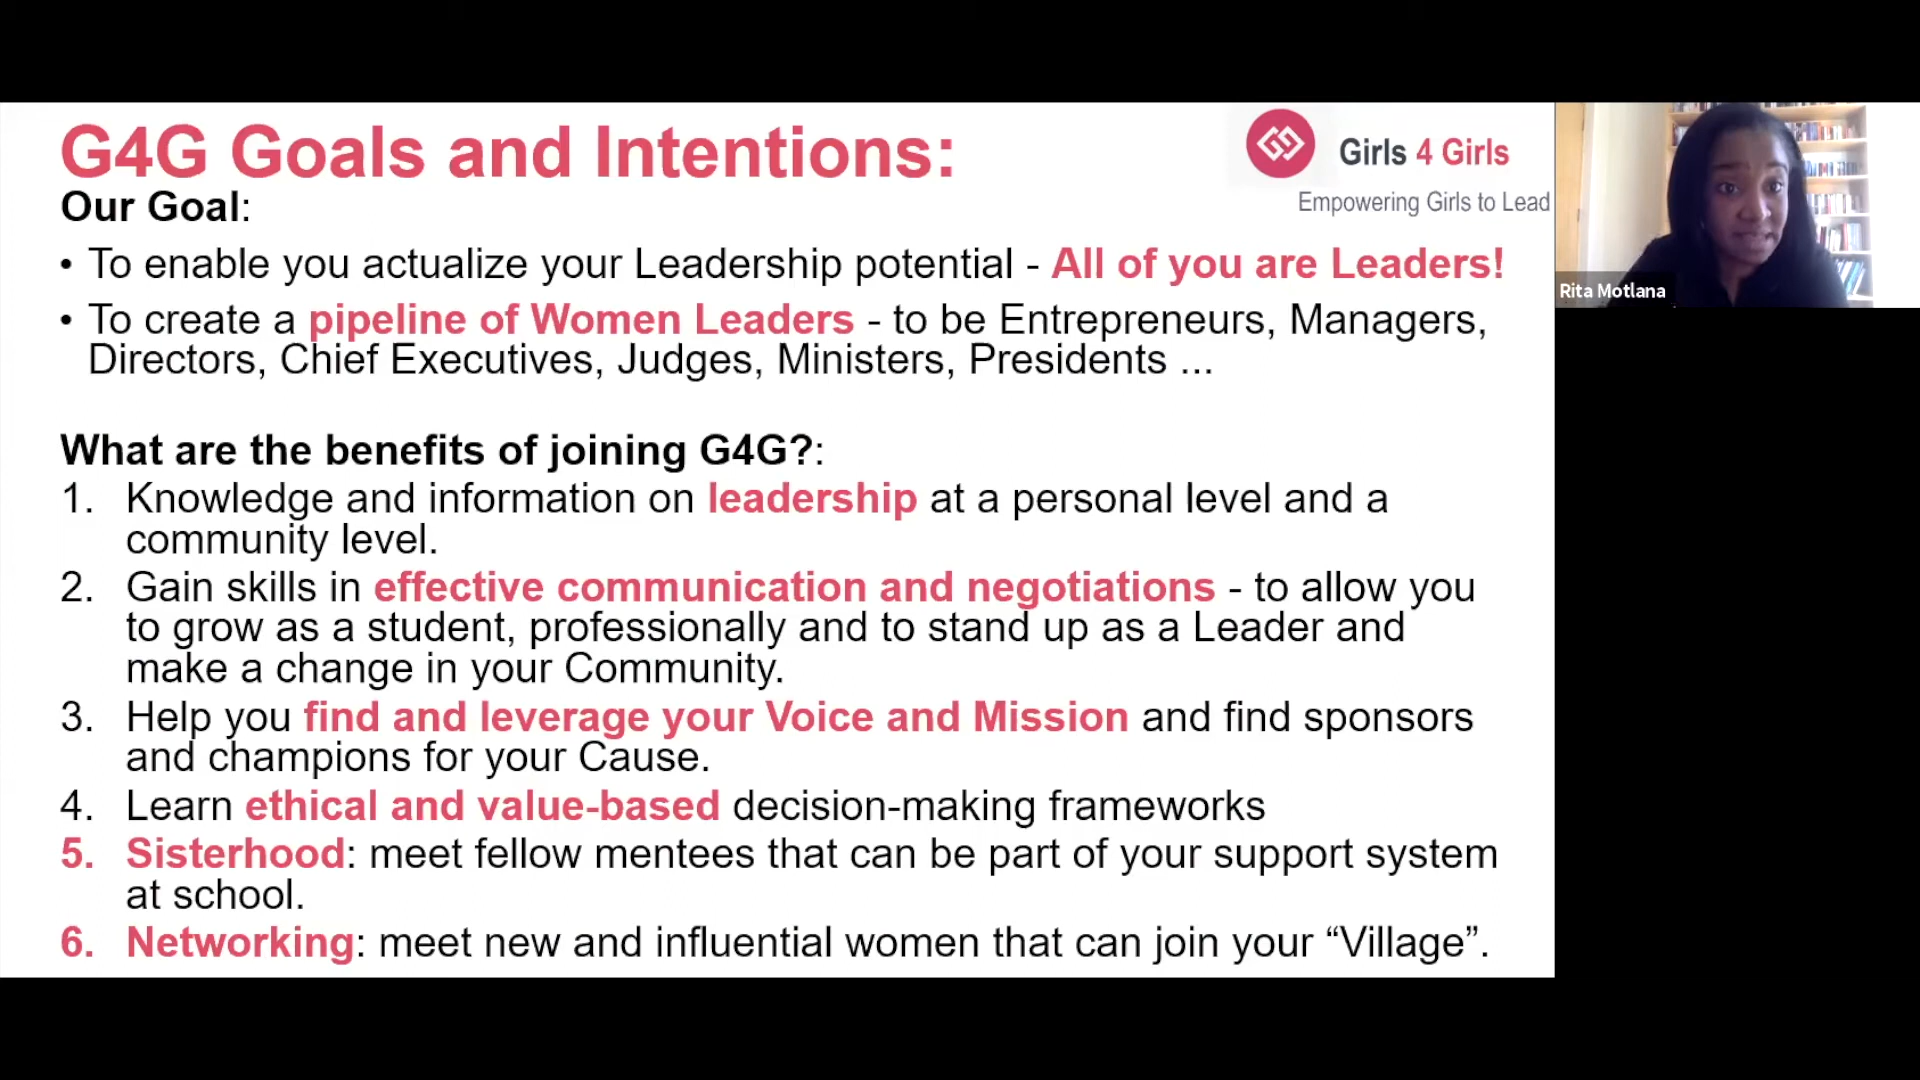 G4G Goals and Intentions:
Girls 4 Girls
Empowering Girls to Lead
Our Goal:
• To enable you actualize your Leadership potential - All of you are Leaders!
• To create a pipeline of Women Leaders - to be Entrepreneurs, Managers,
Directors, Chief Executives, Judges, Ministers, Presidents ...
What are the benefits of joining G4G?:
1. Knowledge and information on leadership at a personal level and a
community level.
2. Gain skills in effective communication and negotiations - to allow you
to grow as a student, professionally and to stand up as a Leader and
make a change in your Community.
3. Help you find and leverage your Voice and Mission and find sponsors
and champions for your Cause.
4. Learn ethical and value-based decision-making frameworks
5. Sisterhood: meet fellow mentees that can be part of your support system
at school.
6. Networking: meet new and influential women that can join your “Village”.
Rita Motlana